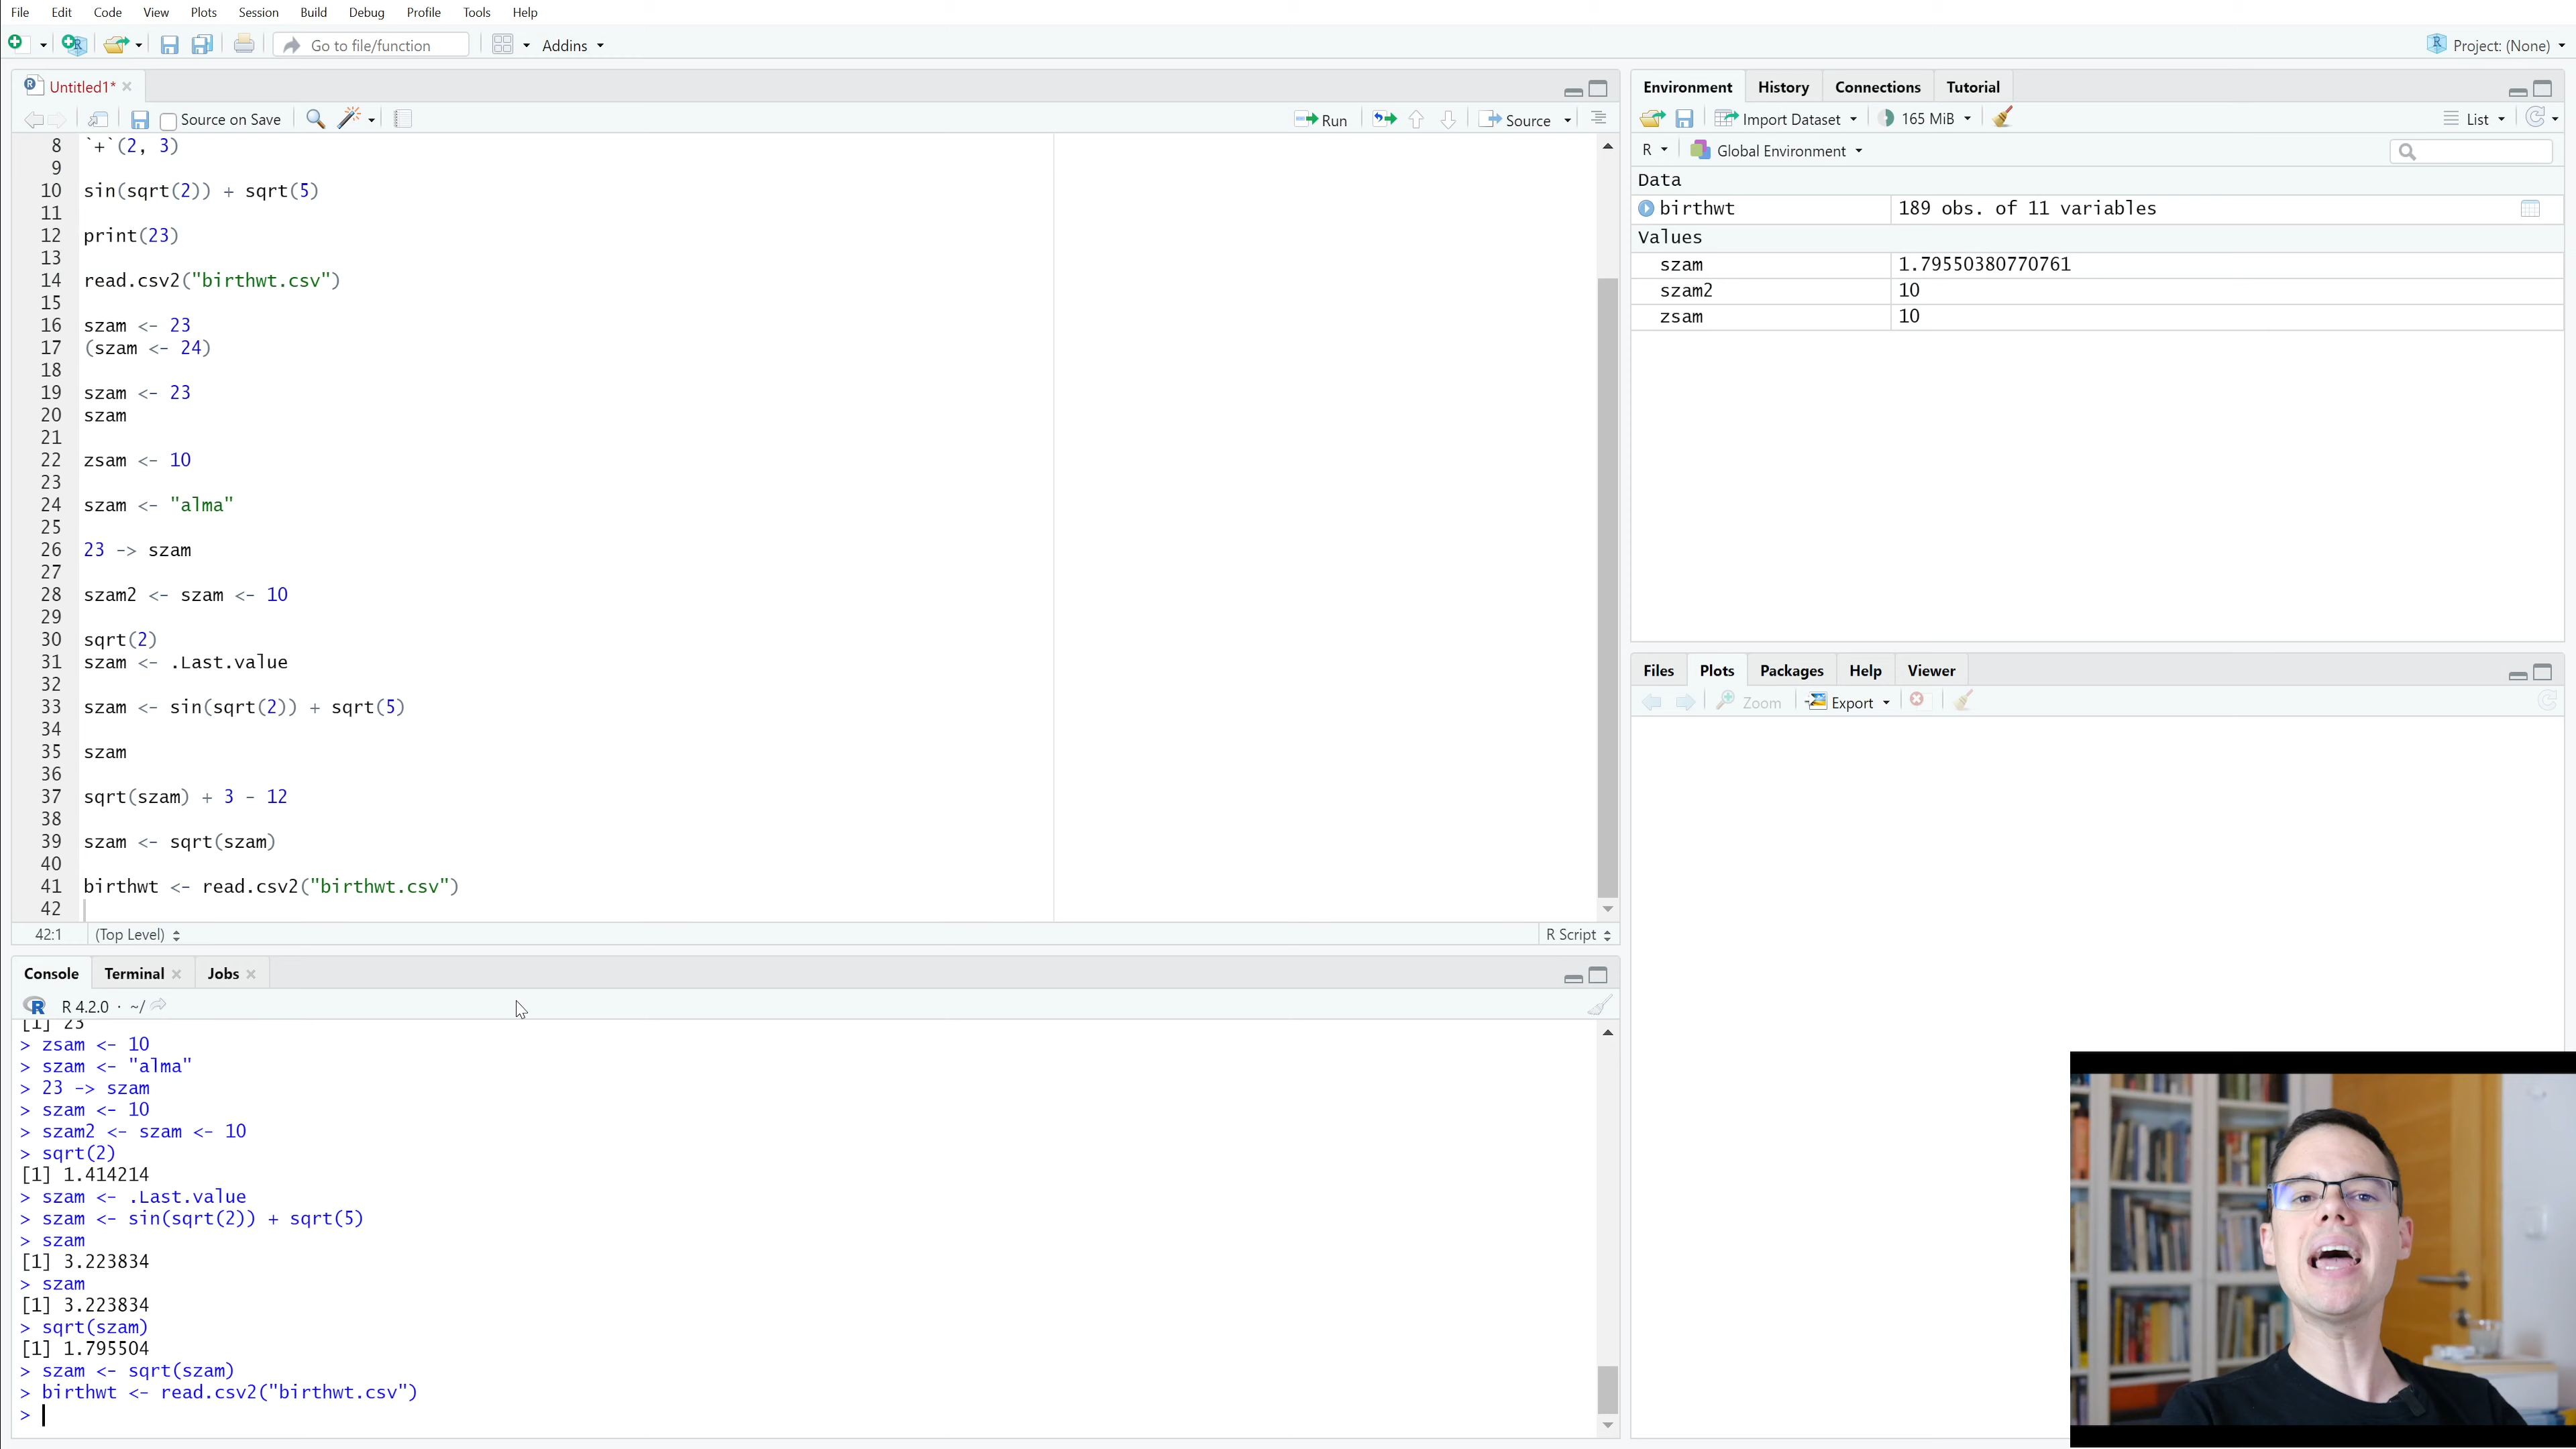 File Edit Code View Plots Session Build Debug Profile Tools Help
Go to file/function Addins Project: (None)
Untitled1*
Source on Save Run Source
8 `+`(2, 3)
9
10 sin(sqrt(2)) + sqrt(5)
11
12 print(23)
13
14 read.csv2("birthwt.csv")
15
16 szam <- 23
17 (szam <- 24)
18
19 szam <- 23
20 szam
21
22 zsam <- 10
23
24 szam <- "alma"
25
26 23 -> szam
27
28 szam2 <- szam <- 10
29
30 sqrt(2)
31 szam <- .Last.value
32
33 szam <- sin(sqrt(2)) + sqrt(5)
34
35 szam
36
37 sqrt(szam) + 3 - 12
38
39 szam <- sqrt(szam)
40
41 birthwt <- read.csv2("birthwt.csv")
42
42:1 (Top Level) R Script
Console Terminal Jobs
R 4.2.0 · ~/
[1] 23
> zsam <- 10
> szam <- "alma"
> 23 -> szam
> szam <- 10
> szam2 <- szam <- 10
> sqrt(2)
[1] 1.414214
> szam <- .Last.value
> szam <- sin(sqrt(2)) + sqrt(5)
> szam
[1] 3.223834
> szam
[1] 3.223834
> sqrt(szam)
[1] 1.795504
> szam <- sqrt(szam)
> birthwt <- read.csv2("birthwt.csv")
>
Environment History Connections Tutorial
Import Dataset 165 MiB List
R Global Environment
Data
birthwt 189 obs. of 11 variables
Values
szam 1.79550380770761
szam2 10
zsam 10
Files Plots Packages Help Viewer
Zoom Export